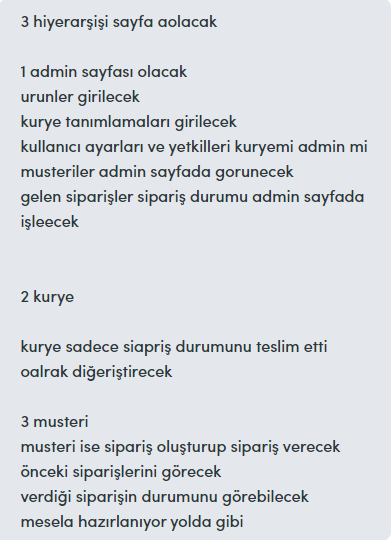 3 hiyerarşişi sayfa aolacak
1 admin sayfası olacak
urunler girilecek
kurye tanımlamaları girilecek
kullanıcı ayarları ve yetkilleri kuryemi admin mi
musteriler admin sayfada gorunecek
gelen siparişler sipariş durumu admin sayfada
işleecek
2 kurye
kurye sadece siapriş durumunu teslim etti
oalrak diğeriştirecek
3 musteri
musteri ise sipariş oluşturup sipariş verecek
önceki siparişlerini görecek
verdiği siparişin durumunu görebilecek
mesela hazırlanıyor yolda gibi